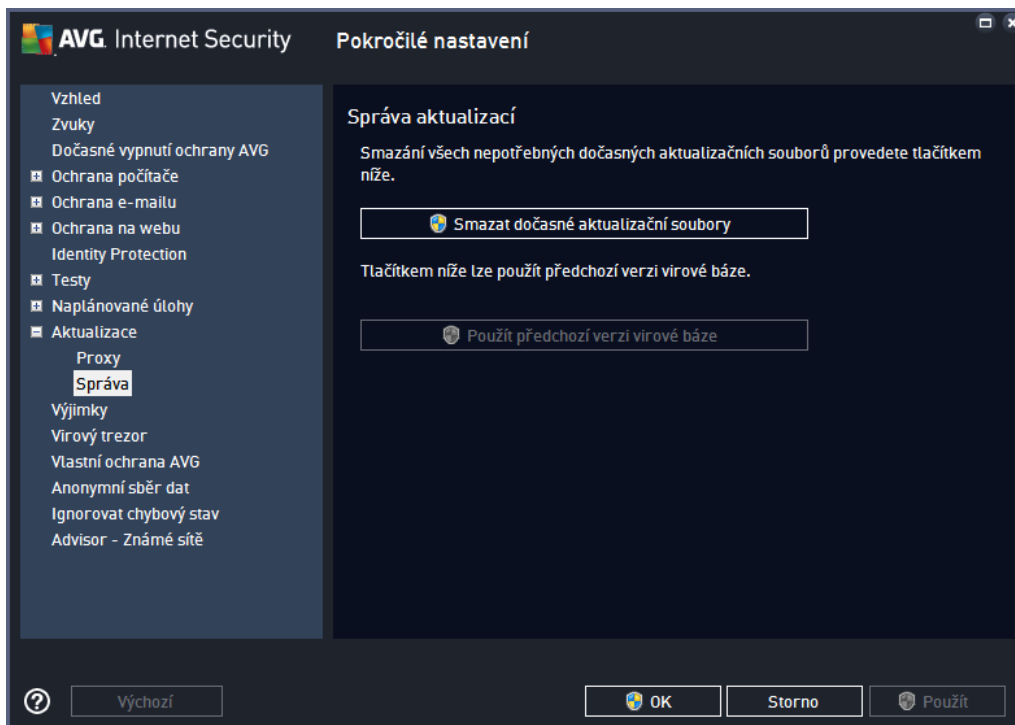 AVG. Internet Security
Pokročilé nastavení
Vzhled
Zvuky
Dočasné vypnutí ochrany AVG
Ochrana počítače
Ochrana e-mailu
Ochrana na webu
Identity Protection
Testy
Naplánované úlohy
Aktualizace
Proxy
Správa
Výjimky
Virový trezor
Vlastní ochrana AVG
Anonymní sběr dat
Ignorovat chybový stav
Advisor - Známé sítě
Správa aktualizací
Smazání všech nepotřebných dočasných aktualizačních souborů provedete tlačítkem
níže.
Smazat dočasné aktualizační soubory
Tlačítkem níže lze použít předchozí verzi virové báze.
Použít předchozí verzi virové báze
Výchozí
OK
Storno
Použít